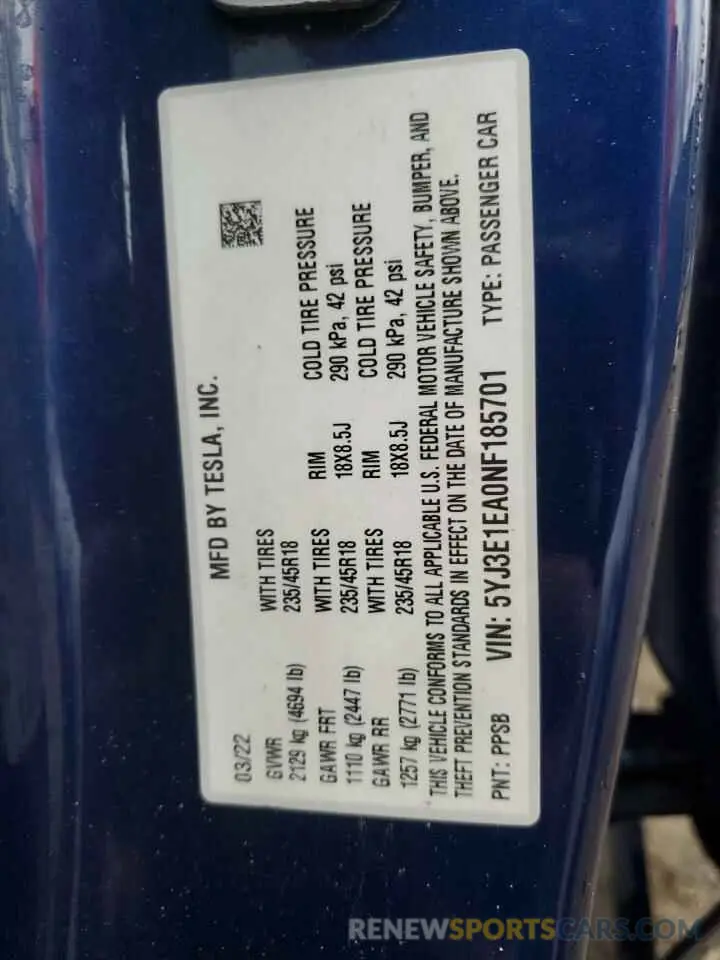 MFD BY TESLA, INC.
03/22
GVWR WITH TIRES
2129 kg (4694 lb) 235/45R18
GAWR FRT WITH TIRES RIM COLD TIRE PRESSURE
1110 kg (2447 lb) 235/45R18 18X8.5J 290 kPa, 42 psi
GAWR RR WITH TIRES RIM COLD TIRE PRESSURE
1257 kg (2771 lb) 235/45R18 18X8.5J 290 kPa, 42 psi
THIS VEHICLE CONFORMS TO ALL APPLICABLE U.S. FEDERAL MOTOR VEHICLE SAFETY, BUMPER, AND
THEFT PREVENTION STANDARDS IN EFFECT ON THE DATE OF MANUFACTURE SHOWN ABOVE.
PNT: PPSB VIN: 5YJ3E1EA0NF185701 TYPE: PASSENGER CAR
RENEWSPORTSCARS.COM